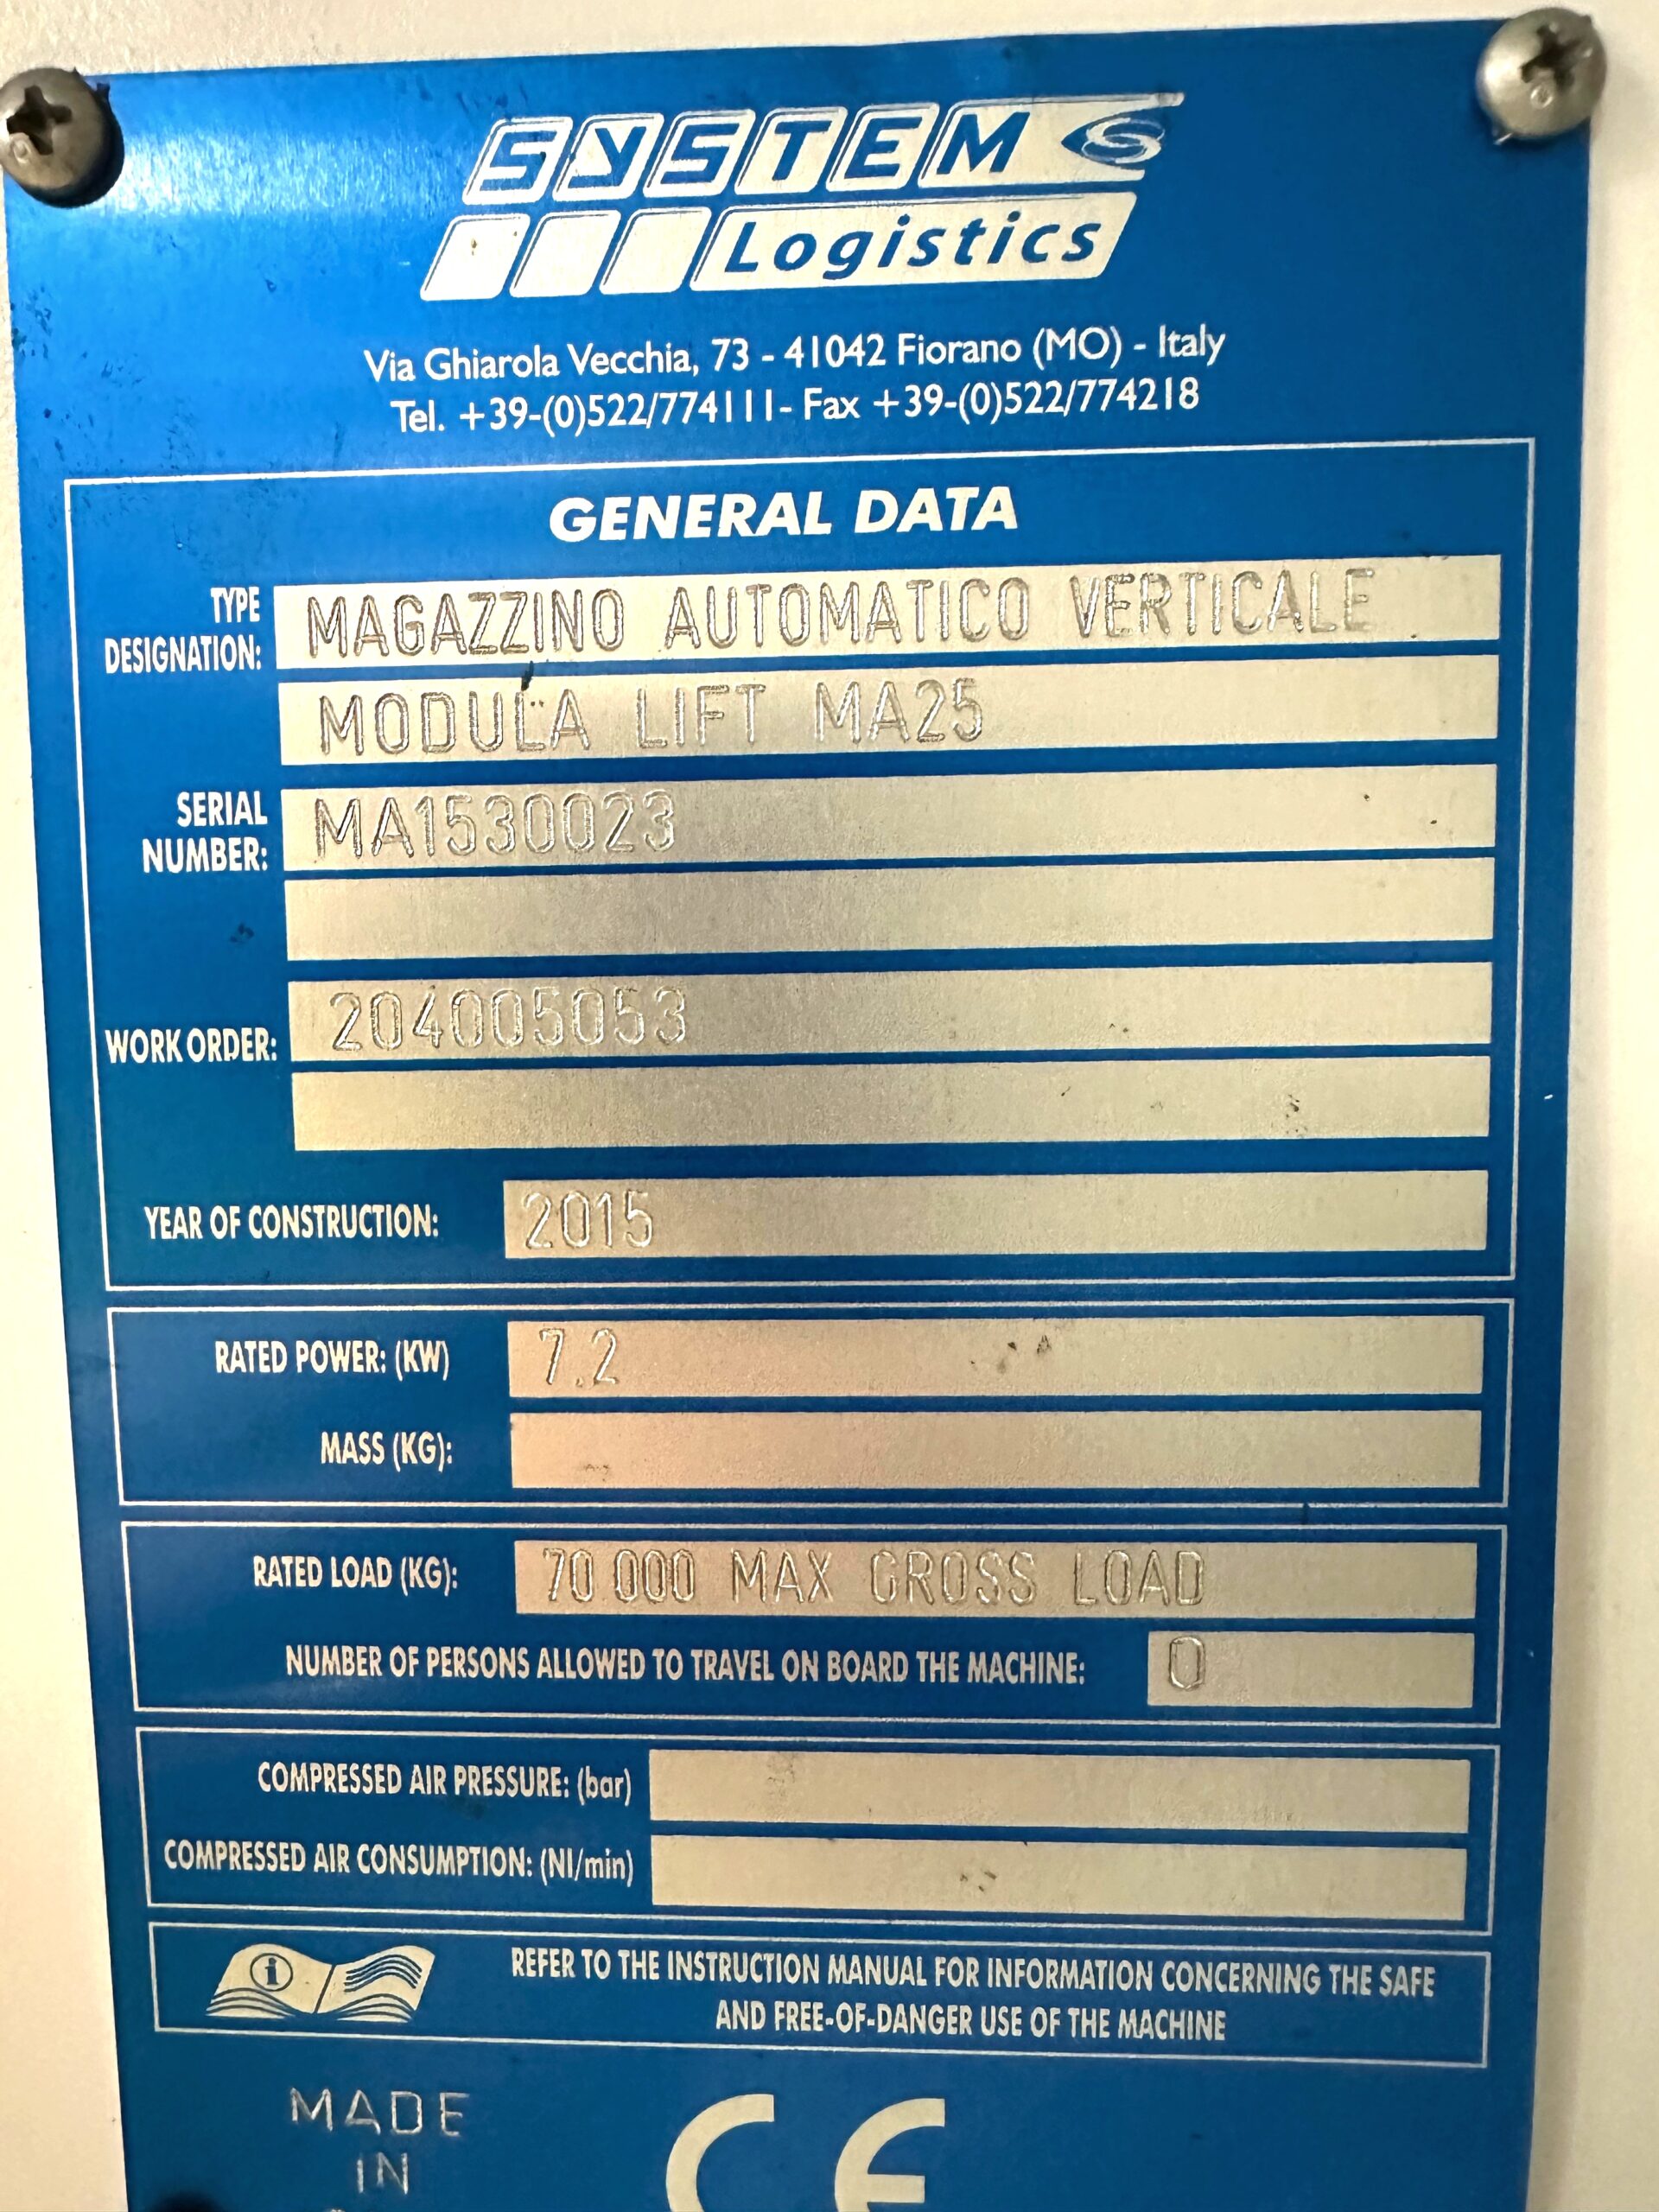 SYSTEM
Logistics
Via Ghiarola Vecchia, 73 - 41042 Fiorano (MO) - Italy
Tel. +39-(0)522/774111- Fax +39-(0)522/774218
GENERAL DATA
TYPE DESIGNATION: MAGAZZINO AUTOMATICO VERTICALE
MODULA LIFT MA25
SERIAL NUMBER: MA1530023
WORK ORDER: 204005053
YEAR OF CONSTRUCTION: 2015
RATED POWER: (KW) 7.2
MASS (KG):
RATED LOAD (KG): 70 000 MAX GROSS LOAD
NUMBER OF PERSONS ALLOWED TO TRAVEL ON BOARD THE MACHINE: 0
COMPRESSED AIR PRESSURE: (bar)
COMPRESSED AIR CONSUMPTION: (Nl/min)
REFER TO THE INSTRUCTION MANUAL FOR INFORMATION CONCERNING THE SAFE
AND FREE-OF-DANGER USE OF THE MACHINE
MADE
IN
CE